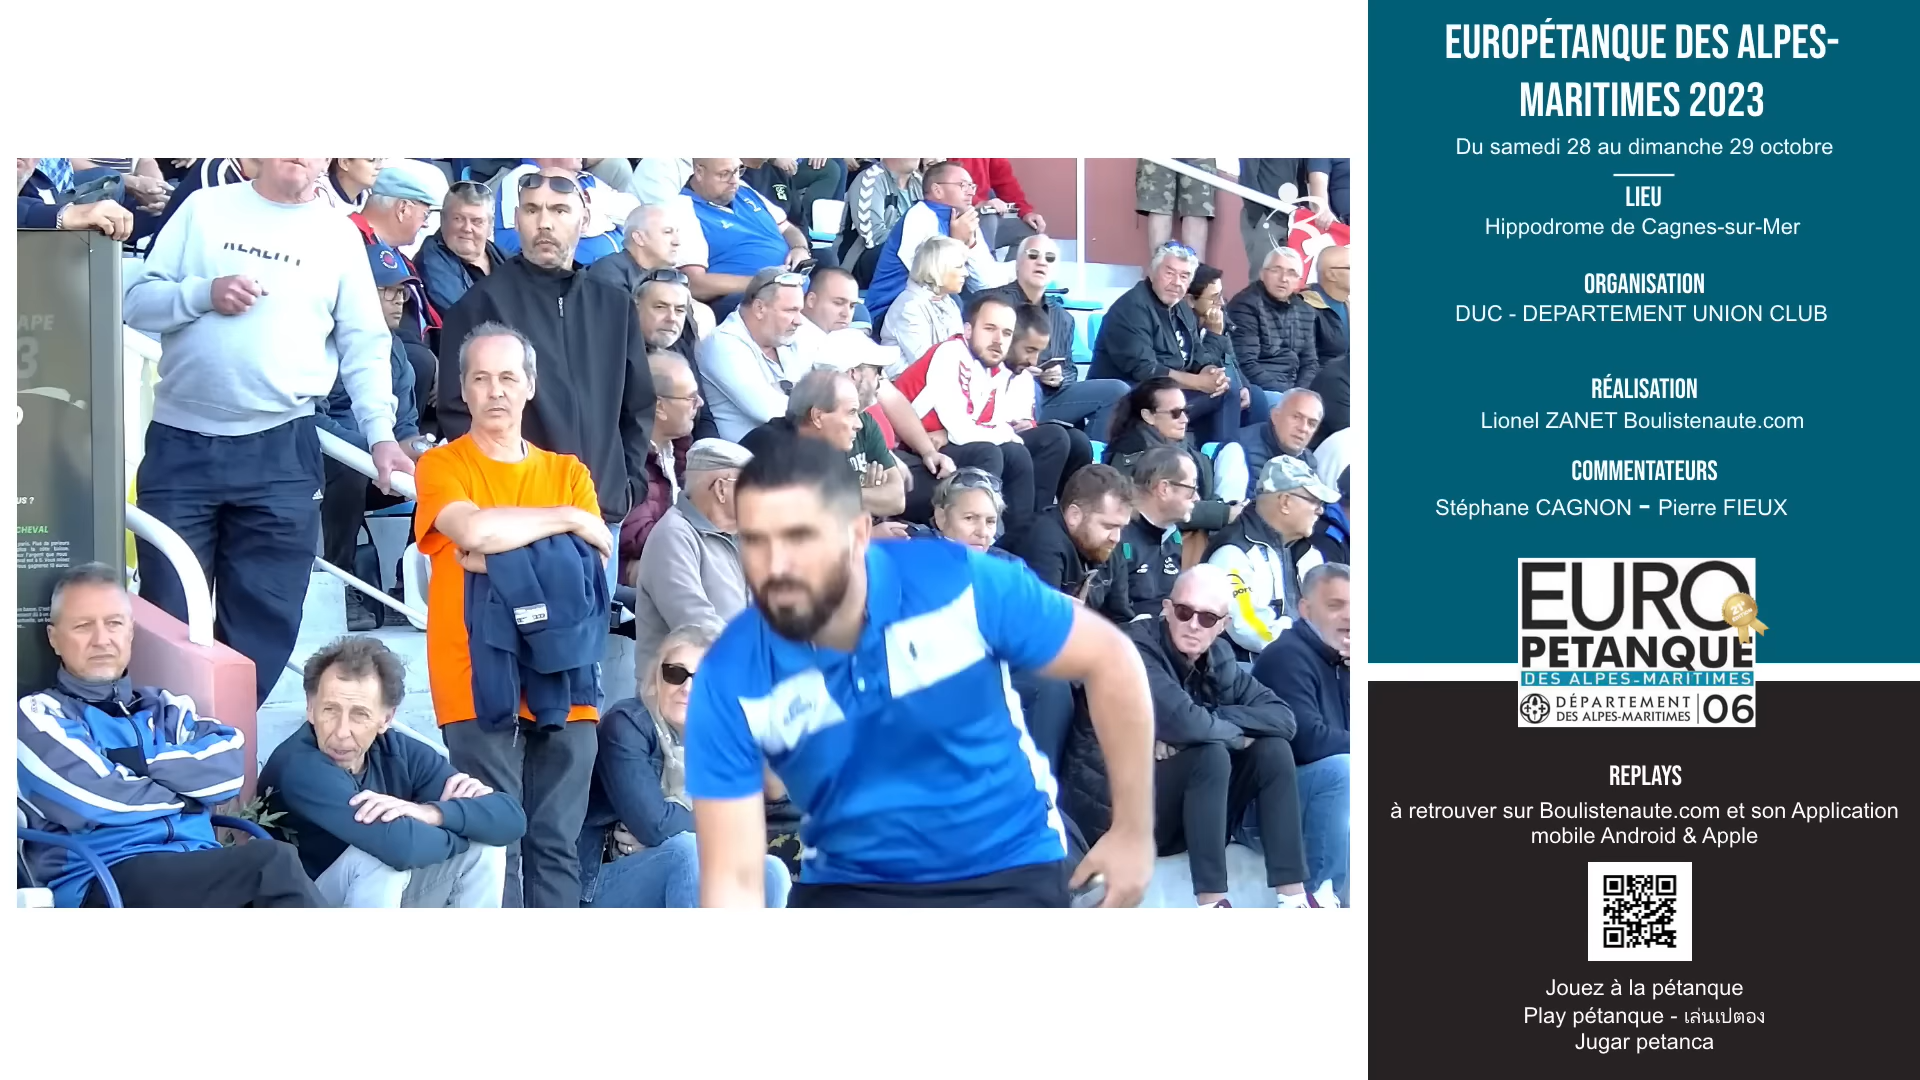 EUROPÉTANQUE DES ALPES-
MARITIMES 2023
Du samedi 28 au dimanche 29 octobre
LIEU
Hippodrome de Cagnes-sur-Mer
ORGANISATION
DUC - DEPARTEMENT UNION CLUB
RÉALISATION
Lionel ZANET Boulistenaute.com
COMMENTATEURS
Stéphane CAGNON - Pierre FIEUX
EURO
PETANQUE
DES ALPES-MARITIMES
DÉPARTEMENT
DES ALPES-MARITIMES
06
REPLAYS
à retrouver sur Boulistenaute.com et son Application
mobile Android & Apple
Jouez à la pétanque
Play pétanque - เล่นเปตอง
Jugar petanca
CHEVAL